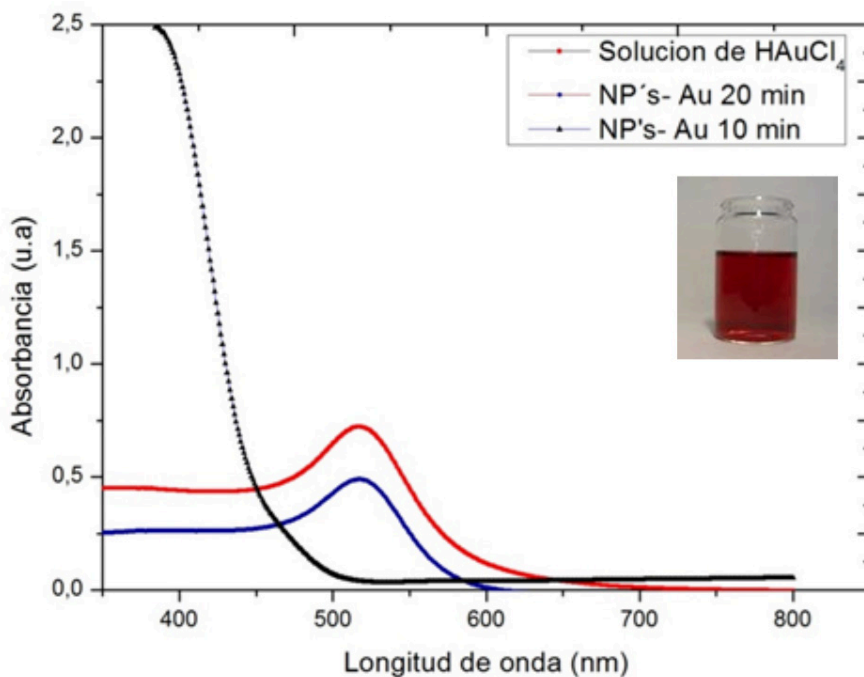 2,5
2,0
1,5
1,0
0,5
0,0
Absorbancia (u.a)
Solucion de HAuCl4
NP´s- Au 20 min
NP's- Au 10 min
400 500 600 700 800
Longitud de onda (nm)